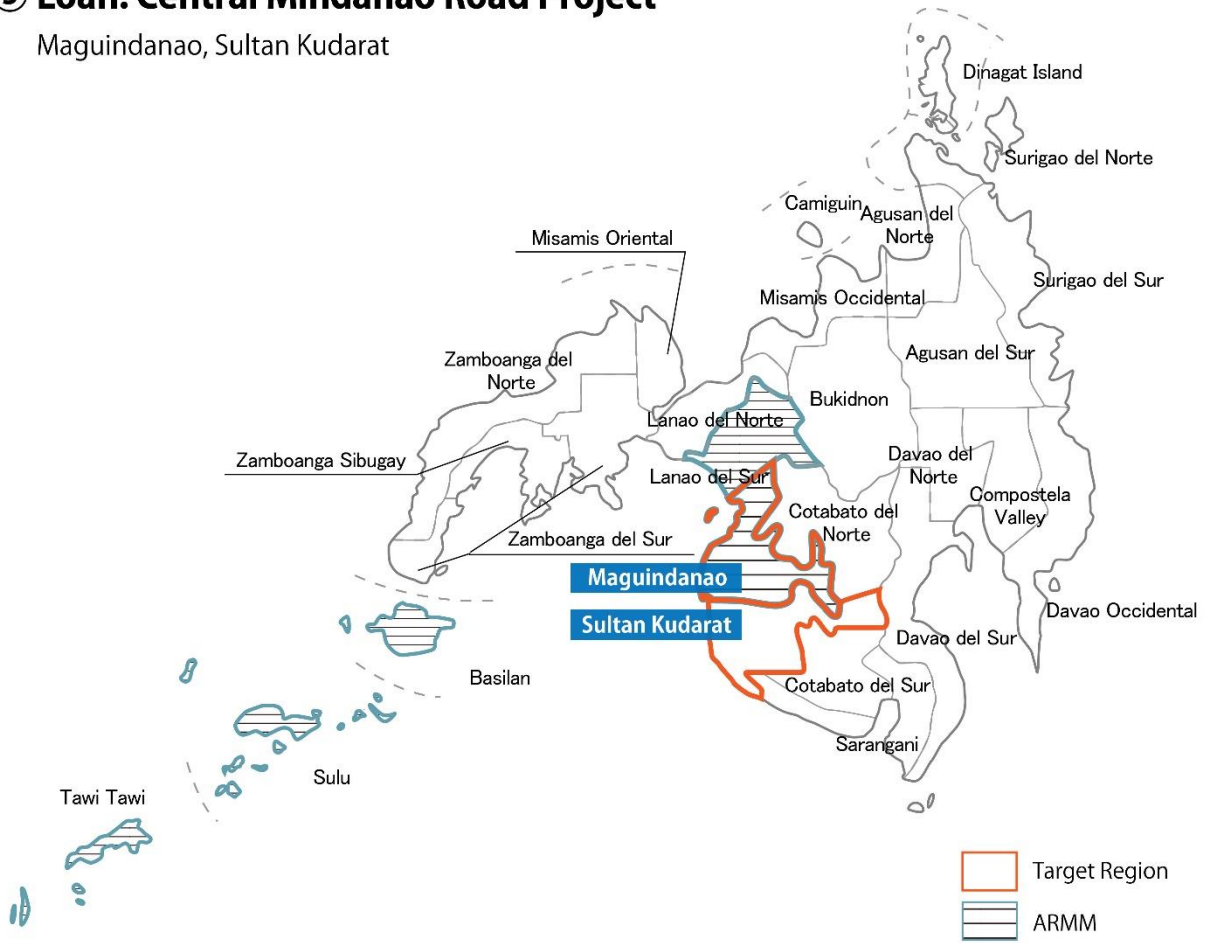 Loan: Central Mindanao Road Project
Maguindanao, Sultan Kudarat
Dinagat Island
Surigao del Norte
Camiguin
Agusan del
Norte
Misamis Oriental
Surigao del Sur
Misamis Occidental
Zamboanga del
Norte
Agusan del Sur
Bukidnon
Lanao del Norte
Zamboanga Sibugay
Lanao del Sur
Davao del
Norte
Compostela
Valley
Cotabato del
Norte
Zamboanga del Sur
Maguindanao
Sultan Kudarat
Davao Occidental
Davao del Sur
Basilan
Cotabato del Sur
Sarangani
Sulu
Tawi Tawi
Target Region
ARMM